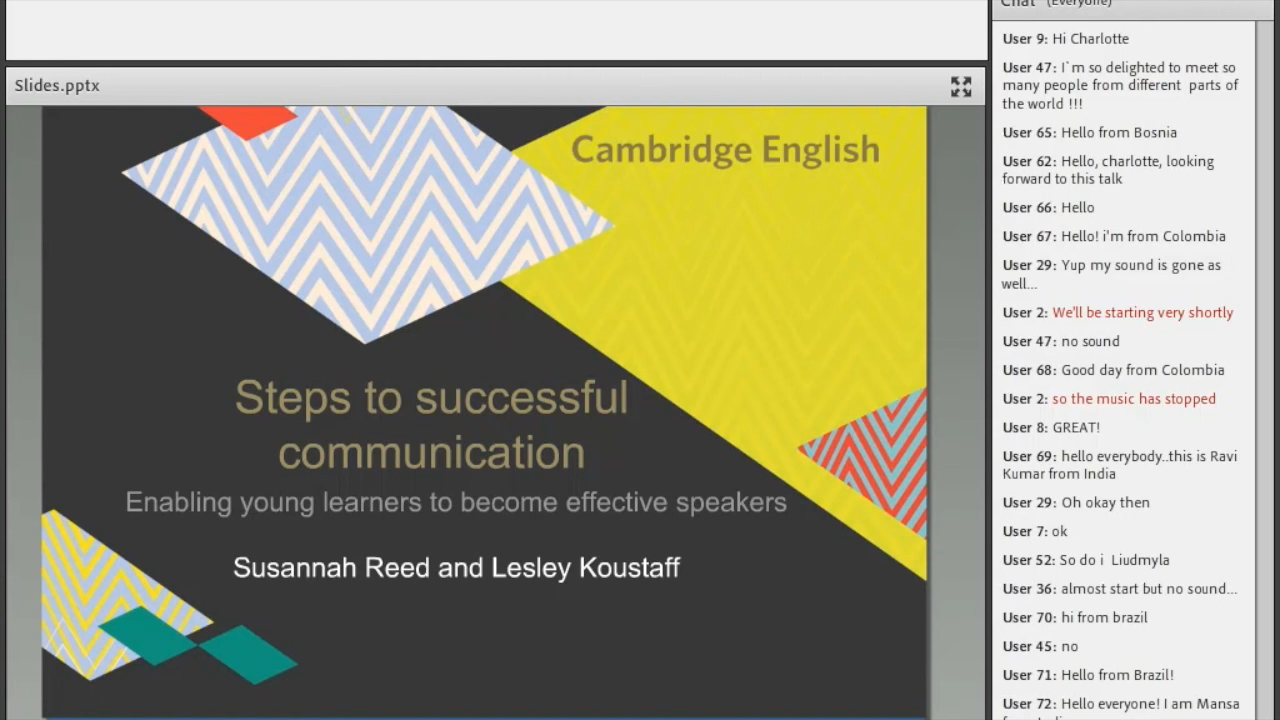 Slides.pptx
Cambridge English
Steps to successful
communication
Enabling young learners to become effective speakers
Susannah Reed and Lesley Koustaff
Chat (Everyone)
User 9: Hi Charlotte
User 47: I`m so delighted to meet so
many people from different parts of
the world !!!
User 65: Hello from Bosnia
User 62: Hello, charlotte, looking
forward to this talk
User 66: Hello
User 67: Hello! i'm from Colombia
User 29: Yup my sound is gone as
well...
User 2: We'll be starting very shortly
User 47: no sound
User 68: Good day from Colombia
User 2: so the music has stopped
User 8: GREAT!
User 69: hello everybody..this is Ravi
Kumar from India
User 29: Oh okay then
User 7: ok
User 52: So do i Liudmyla
User 36: almost start but no sound...
User 70: hi from brazil
User 45: no
User 71: Hello from Brazil!
User 72: Hello everyone! I am Mansa